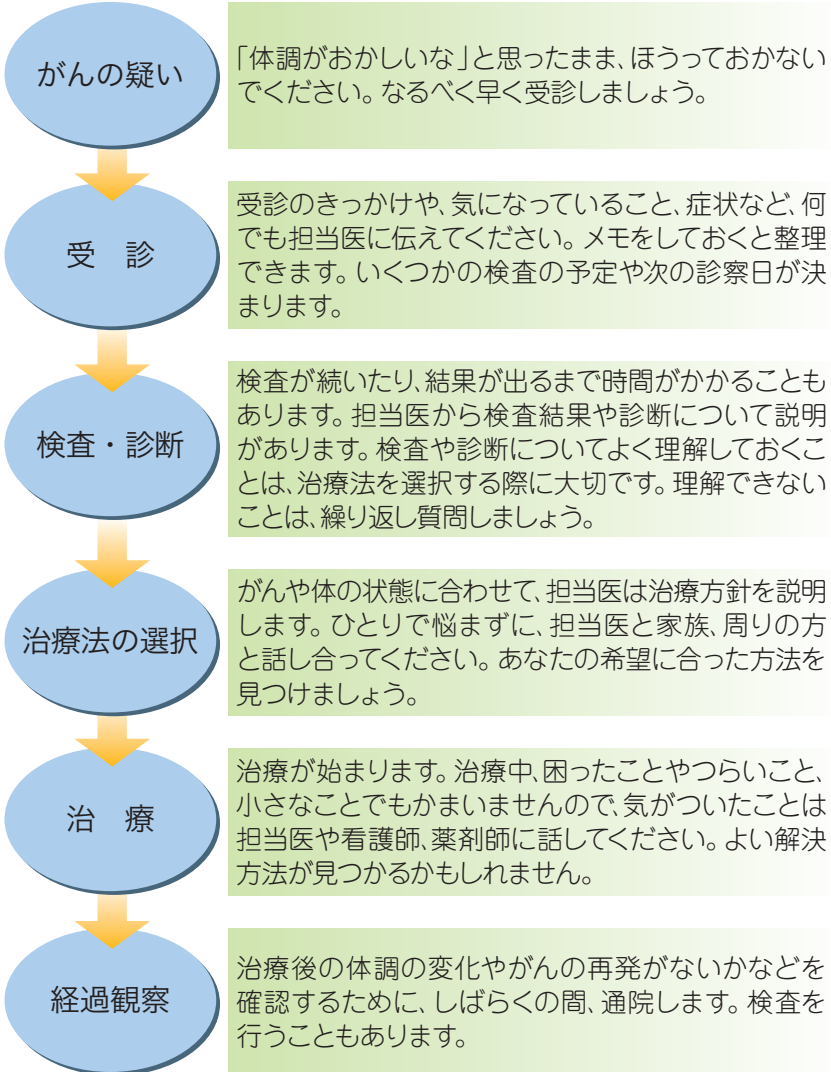 がんの疑い
「体調がおかしいな」と思ったまま、ほうっておかない
でください。なるべく早く受診しましょう。
受　診
受診のきっかけや、気になっていること、症状など、何
でも担当医に伝えてください。メモをしておくと整理
できます。いくつかの検査の予定や次の診察日が決
まります。
検査・診断
検査が続いたり、結果が出るまで時間がかかることも
あります。担当医から検査結果や診断について説明
があります。検査や診断についてよく理解しておくこ
とは、治療法を選択する際に大切です。理解できない
ことは、繰り返し質問しましょう。
治療法の選択
がんや体の状態に合わせて、担当医は治療方針を説明
します。ひとりで悩まずに、担当医と家族、周りの方
と話し合ってください。あなたの希望に合った方法を
見つけましょう。
治　療
治療が始まります。治療中、困ったことやつらいこと、
小さなことでもかまいませんので、気がついたことは
担当医や看護師、薬剤師に話してください。よい解決
方法が見つかるかもしれません。
経過観察
治療後の体調の変化やがんの再発がないかなどを
確認するために、しばらくの間、通院します。検査を
行うこともあります。